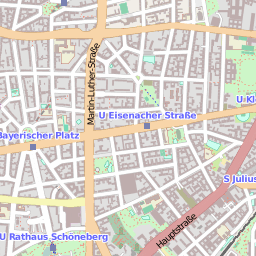 Martin-Luther-Straße
U Kl
U Eisenacher Straße
Bayerischer Platz
S Julius
Hauptstraße
U Rathaus Schöneberg